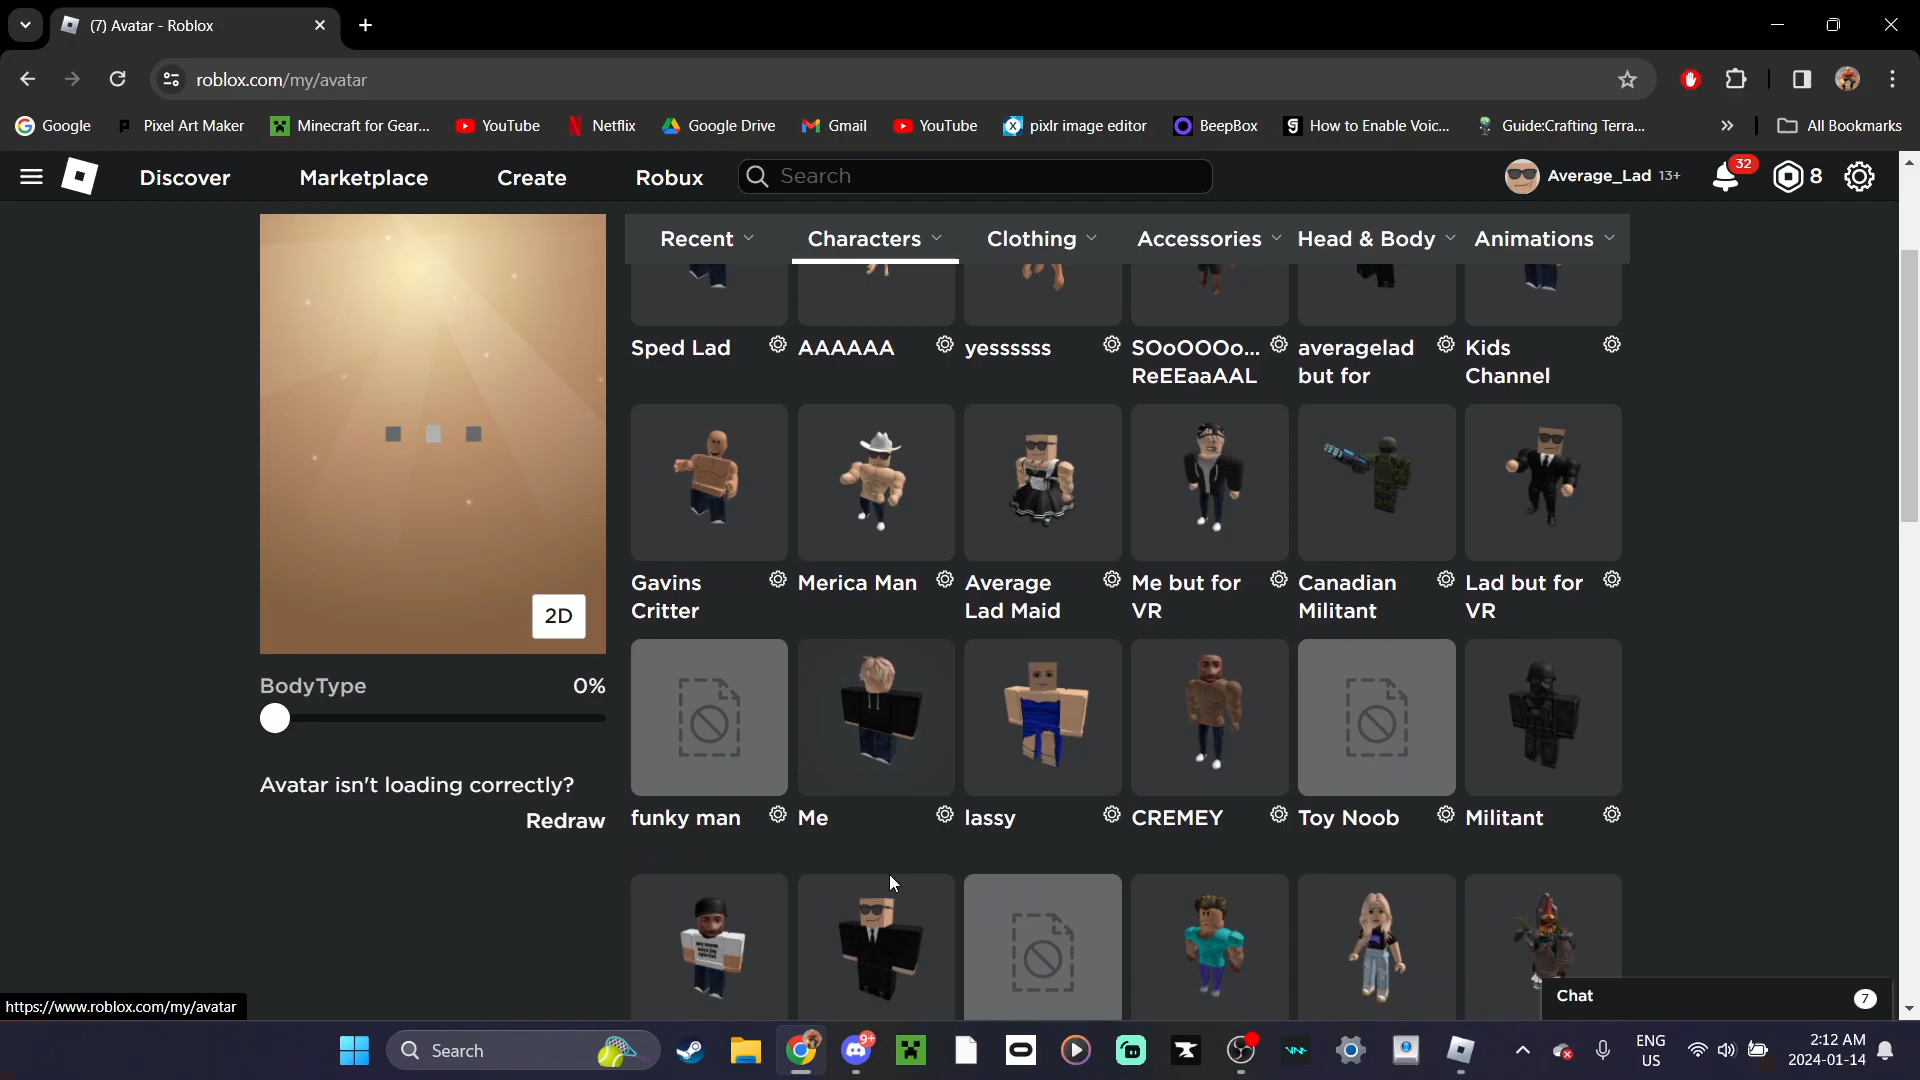 (7) Avatar - Roblox
roblox.com/my/avatar
Google
Pixel Art Maker
Minecraft for Gear...
YouTube
Netflix
Google Drive
Gmail
YouTube
pixlr image editor
BeepBox
How to Enable Voic...
Guide:Crafting Terra...
»
All Bookmarks
Discover
Marketplace
Create
Robux
Search
Average_Lad 13+
32
8
Recent
Characters
Clothing
Accessories
Head & Body
Animations
Sped Lad
AAAAAA
yessssss
SOoOOOo...
ReEEaaAAL
averagelad
but for
Kids
Channel
2D
Gavins
Critter
Merica Man
Average
Lad Maid
Me but for
VR
Canadian
Militant
Lad but for
VR
BodyType 0%
Avatar isn't loading correctly?
Redraw
funky man
Me
lassy
CREMEY
Toy Noob
Militant
Chat 7
https://www.roblox.com/my/avatar
Search
9+
ENG
US
2:12 AM
2024-01-14